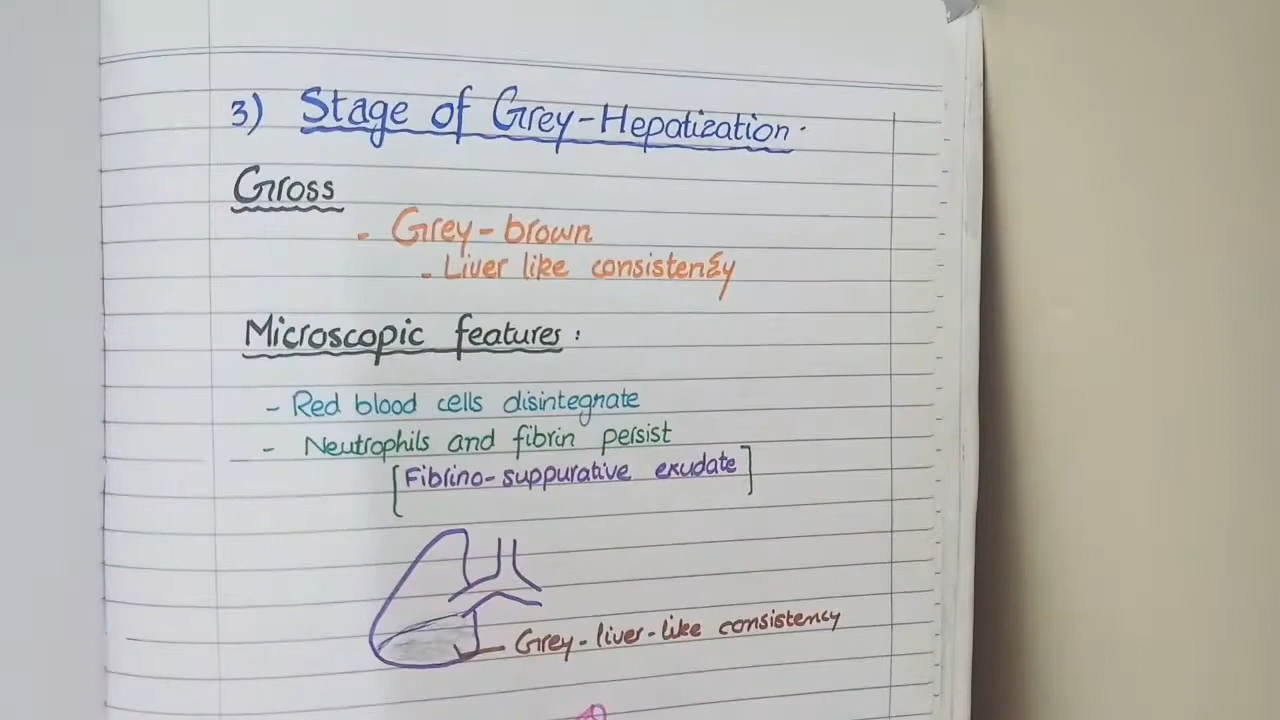 3) Stage of Grey-Hepatization.
Gross
- Grey-brown
- Liver like consistency
Microscopic features :
- Red blood cells disintegnate
- Neutrophils and fibrin persist
[Fibrino-suppurative exudate]
Grey-liver-like consistency